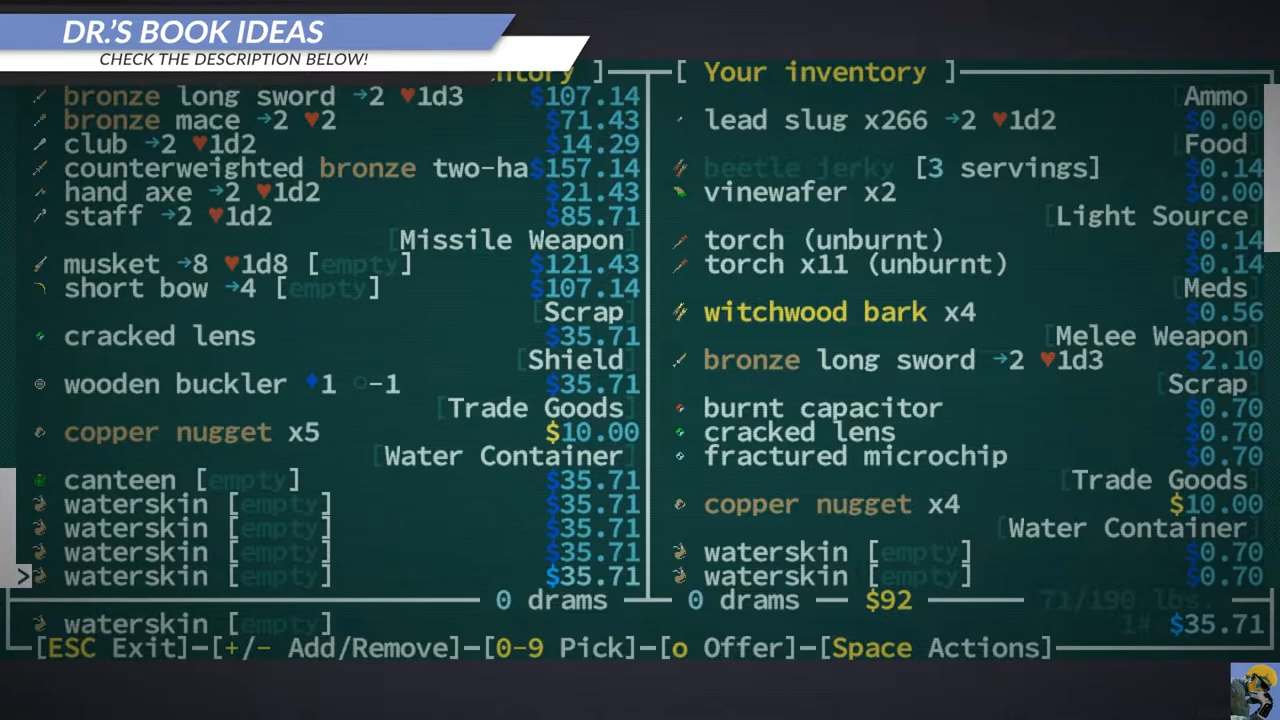 DR.'S BOOK IDEAS
CHECK THE DESCRIPTION BELOW!
ntory ]
bronze long sword →2 ♥1d3 $107.14
bronze mace →2 ♥2 $71.43
club →2 ♥1d2 $14.29
counterweighted bronze two-ha $157.14
hand axe →2 ♥1d2 $21.43
staff →2 ♥1d2 $85.71
[Missile Weapon]
musket →8 ♥1d8 [empty] $121.43
short bow →4 [empty] $107.14
[Scrap]
cracked lens $35.71
[Shield]
wooden buckler ♦1 ○-1 $35.71
[Trade Goods]
copper nugget x5 $10.00
[Water Container]
canteen [empty] $35.71
waterskin [empty] $35.71
waterskin [empty] $35.71
waterskin [empty] $35.71
> waterskin [empty] $35.71
0 drams
[ Your inventory ]
[Ammo]
lead slug x266 →2 ♥1d2 $0.00
[Food]
beetle jerky [3 servings] $0.14
vinewafer x2 $0.00
[Light Source]
torch (unburnt) $0.14
torch x11 (unburnt) $0.14
[Meds]
witchwood bark x4 $0.56
[Melee Weapon]
bronze long sword →2 ♥1d3 $2.10
[Scrap]
burnt capacitor $0.70
cracked lens $0.70
fractured microchip $0.70
[Trade Goods]
copper nugget x4 $10.00
[Water Container]
waterskin [empty] $0.70
waterskin [empty] $0.70
0 drams $92 71/190 lbs.
waterskin [empty] 1# $35.71
[ESC Exit]-[+/- Add/Remove]-[0-9 Pick]-[o Offer]-[Space Actions]